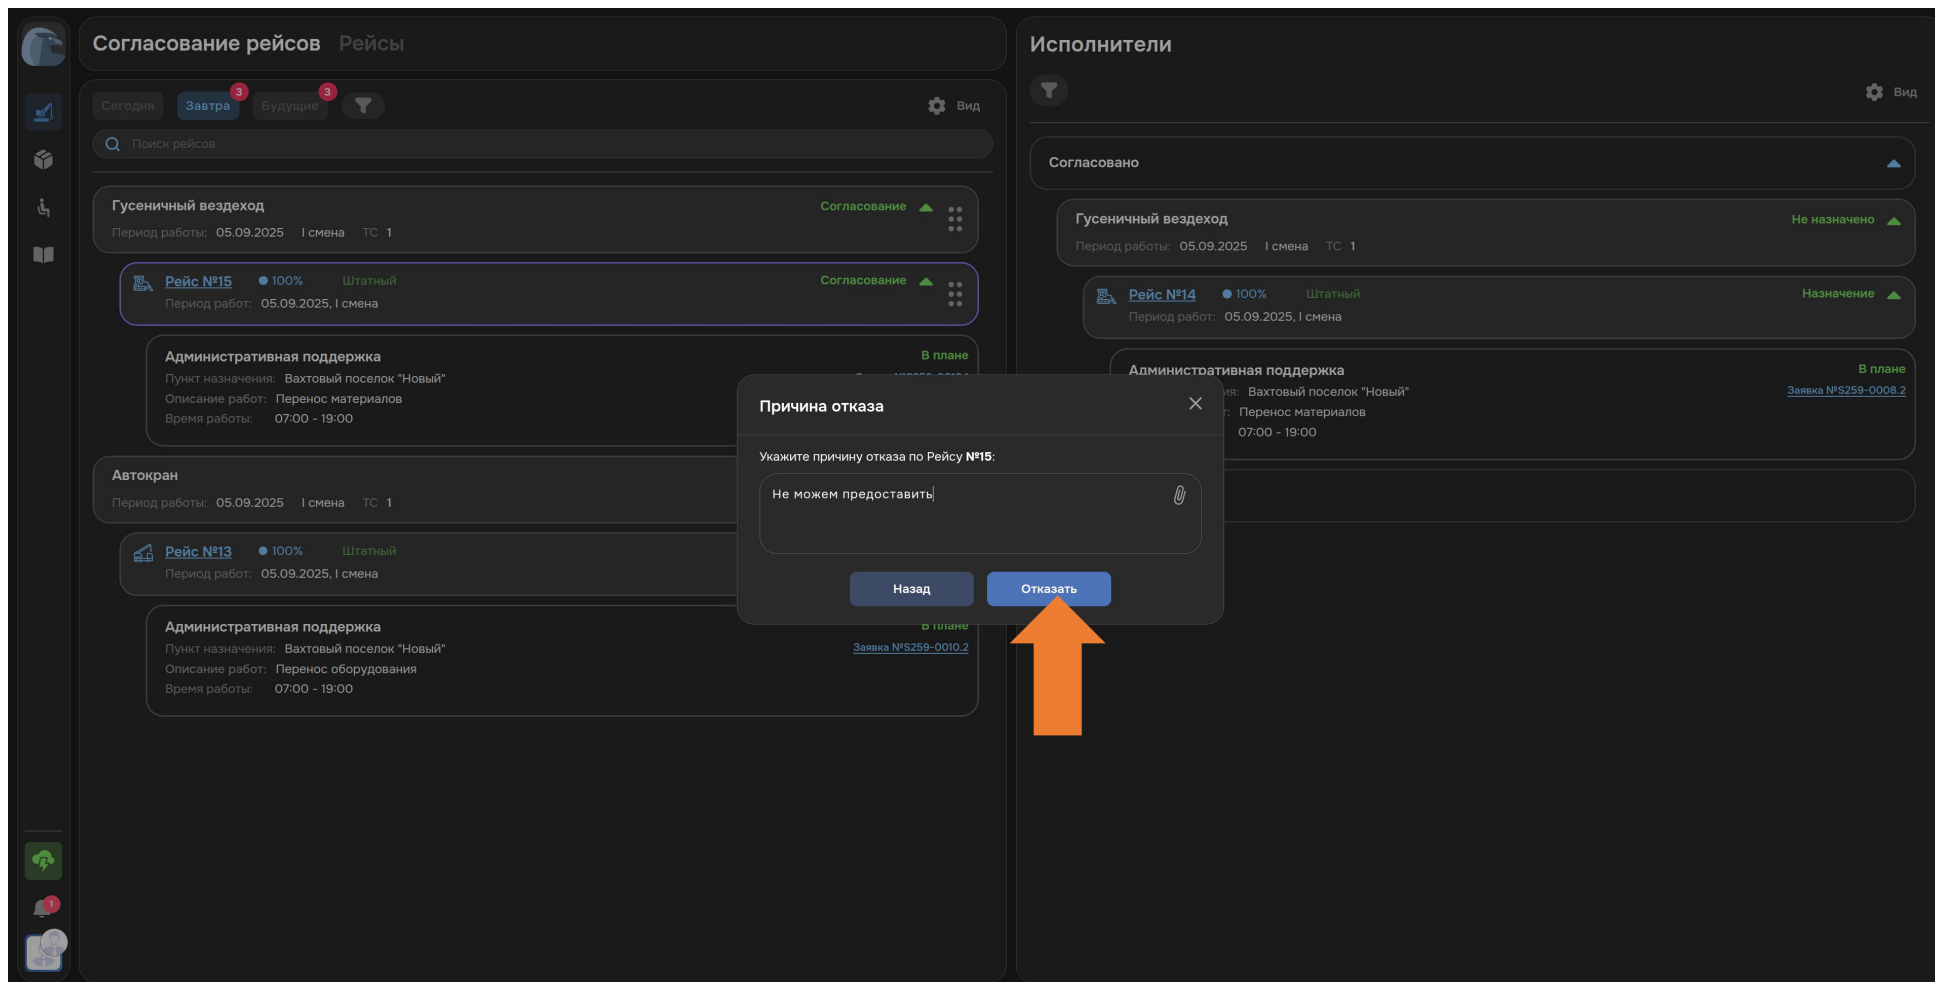 Согласование рейсов Рейсы
Сегодня
Завтра
3
Будущие
3
Вид
Поиск рейсов
Гусеничный вездеход
Согласование
Период работы: 05.09.2025 I смена ТС 1
Рейс №15 100% Штатный
Согласование
Период работ: 05.09.2025, I смена
Административная поддержка
В плане
Пункт назначения: Вахтовый поселок "Новый"
Описание работ: Перенос материалов
Время работы: 07:00 - 19:00
Автокран
Период работы: 05.09.2025 I смена ТС 1
Рейс №13 100% Штатный
Период работ: 05.09.2025, I смена
Административная поддержка
В плане
Пункт назначения: Вахтовый поселок "Новый"
Заявка №S259-0010.2
Описание работ: Перенос оборудования
Время работы: 07:00 - 19:00
1
Исполнители
Вид
Согласовано
Гусеничный вездеход
Не назначено
Период работы: 05.09.2025 I смена ТС 1
Рейс №14 100% Штатный
Назначение
Период работ: 05.09.2025, I смена
Административная поддержка
В плане
Вахтовый поселок "Новый"
Заявка №S259-0008.2
Перенос материалов
07:00 - 19:00
Причина отказа
Укажите причину отказа по Рейсу №15:
Не можем предоставить
Назад
Отказать